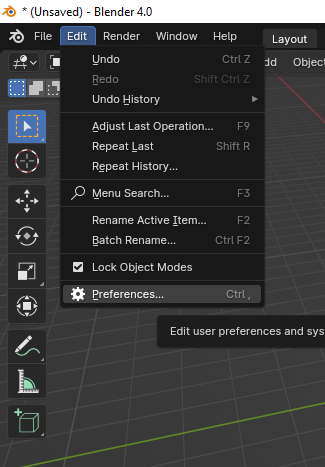 * (Unsaved) - Blender 4.0
File Edit Render Window Help Layout
Undo Ctrl Z
Redo Shift Ctrl Z
Undo History
Adjust Last Operation... F9
Repeat Last Shift R
Repeat History...
Menu Search... F3
Rename Active Item... F2
Batch Rename... Ctrl F2
Lock Object Modes
Preferences... Ctrl ,
dd Object
Edit user preferences and sys